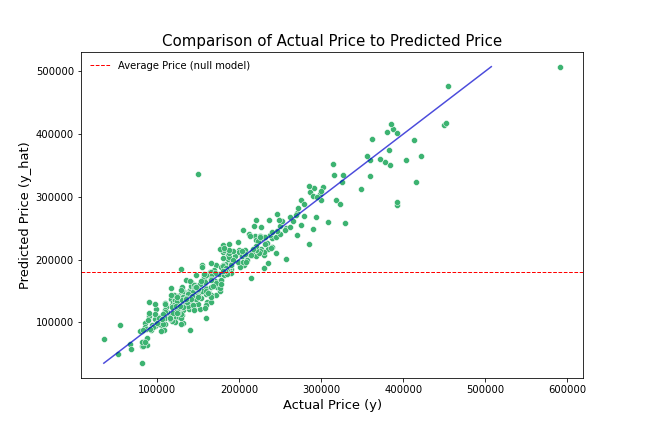 Comparison of Actual Price to Predicted Price
Average Price (null model)
Predicted Price (y_hat)
500000
400000
300000
200000
100000
100000 200000 300000 400000 500000 600000
Actual Price (y)